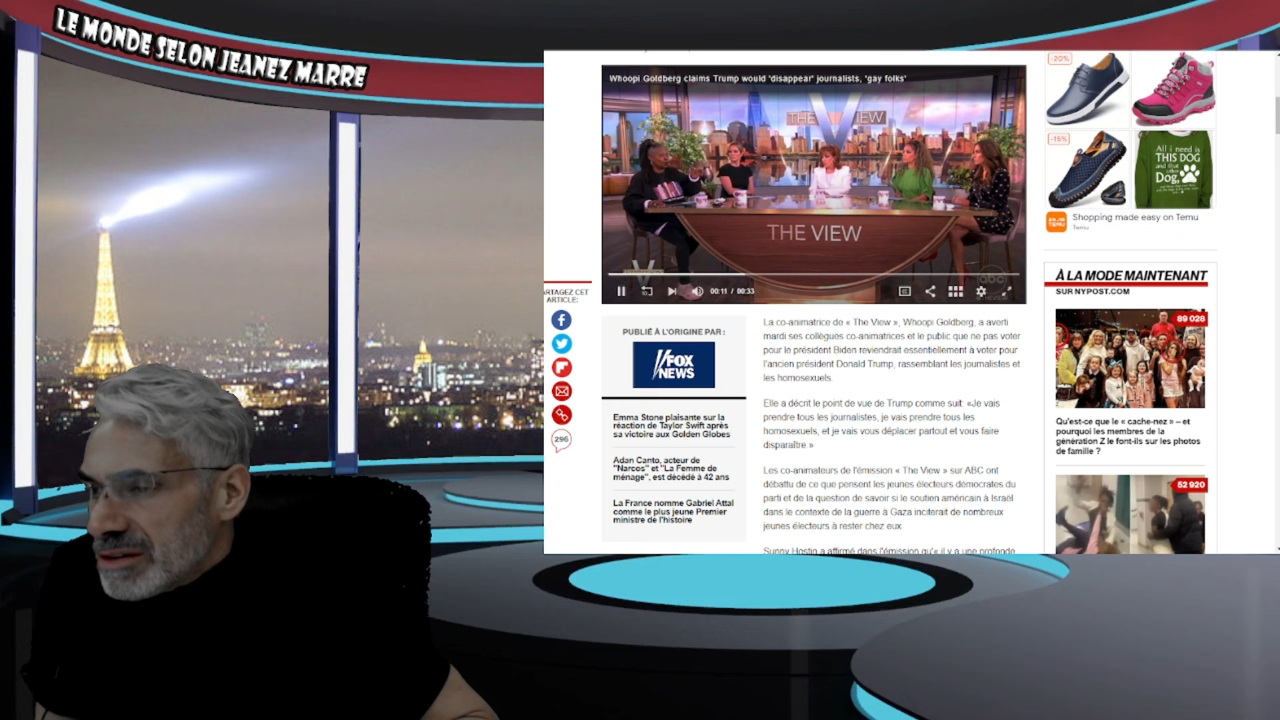 LE MONDE SELON JEANEZ MARRE
Whoopi Goldberg claims Trump would 'disappear' journalists, 'gay folks'
THE VIEW
THE VIEW
00:11 / 00:33
ARTAGEZ CET
ARTICLE:
296
PUBLIÉ À L'ORIGINE PAR :
FOX
NEWS
Emma Stone plaisante sur la
réaction de Taylor Swift après
sa victoire aux Golden Globes
Adan Canto, acteur de
"Narcos" et "La Femme de
ménage", est décédé à 42 ans
La France nomme Gabriel Attal
comme le plus jeune Premier
ministre de l'histoire
La co-animatrice de « The View », Whoopi Goldberg, a averti
mardi ses collègues co-animatrices et le public que ne pas voter
pour le président Biden reviendrait essentiellement à voter pour
l'ancien président Donald Trump, rassemblant les journalistes et
les homosexuels.
Elle a décrit le point de vue de Trump comme suit: «Je vais
prendre tous les journalistes, je vais prendre tous les
homosexuels, et je vais vous déplacer partout et vous faire
disparaître.»
Les co-animateurs de l'émission « The View » sur ABC ont
débattu de ce que pensent les jeunes électeurs démocrates du
parti et de la question de savoir si le soutien américain à Israël
dans le contexte de la guerre à Gaza inciterait de nombreux
jeunes électeurs à rester chez eux.
Sunny Hostin a affirmé dans l'émission qu'« il y a une profonde
-20%
-15%
All i need is
THIS DOG
and that
other
Dog.
Shopping made easy on Temu
Temu
À LA MODE MAINTENANT
SUR NYPOST.COM
89 028
Qu'est-ce que le « cache-nez » – et
pourquoi les membres de la
génération Z le font-ils sur les photos
de famille ?
52 920